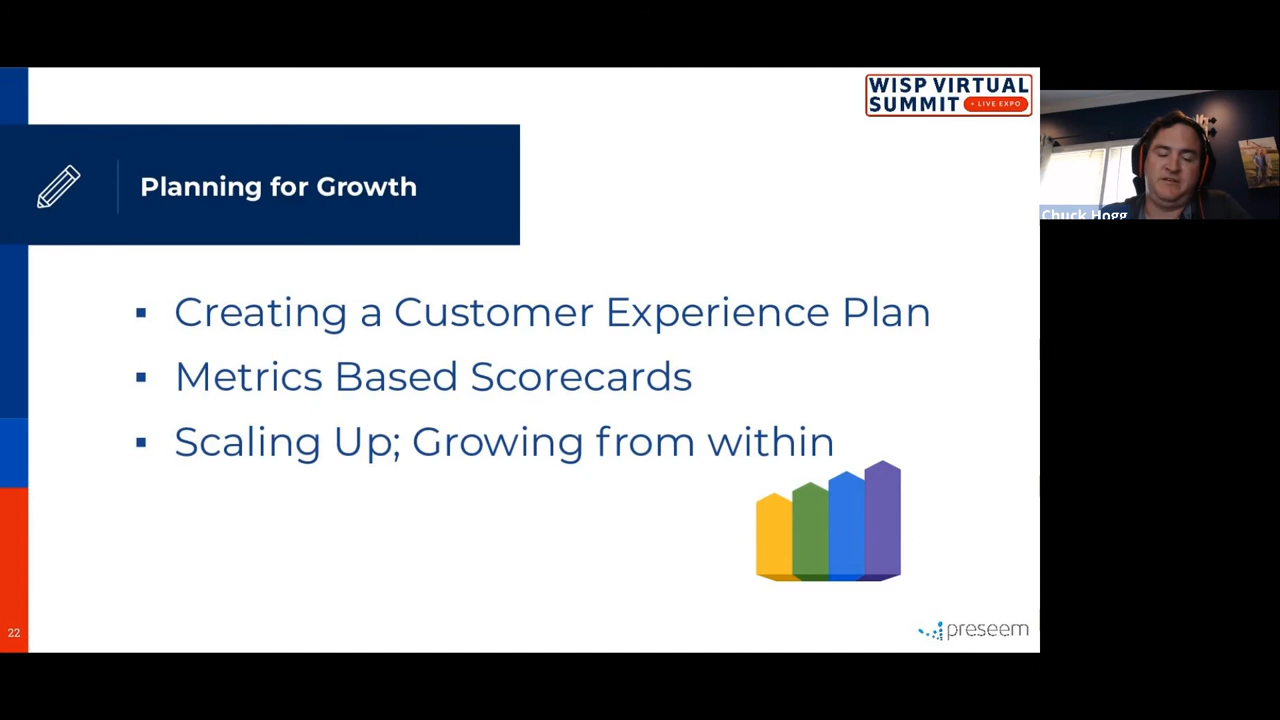 WISP VIRTUAL
SUMMIT + LIVE EXPO
Planning for Growth
Chuck Hogg
▪ Creating a Customer Experience Plan
▪ Metrics Based Scorecards
▪ Scaling Up; Growing from within
22
preseem